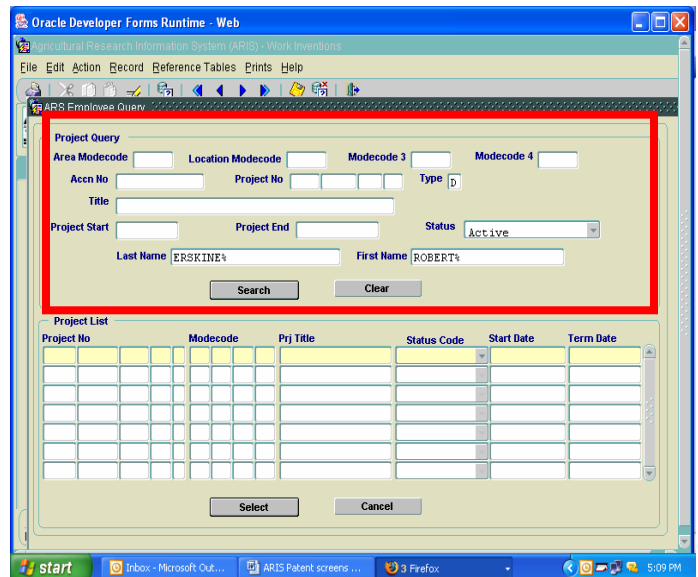 Oracle Developer Forms Runtime - Web
Agricultural Research Information System (ARIS) - Work Inventions
File Edit Action Record Reference Tables Prints Help
ARS Employee Query
Project Query
Area Modecode Location Modecode Modecode 3 Modecode 4
Accn No Project No Type D
Title
Project Start Project End Status Active
Last Name ERSKINE% First Name ROBERT%
Search Clear
Project List
Project No Modecode Prj Title Status Code Start Date Term Date
Select Cancel
start Inbox - Microsoft Out... ARIS Patent screens ... 3 Firefox 5:09 PM